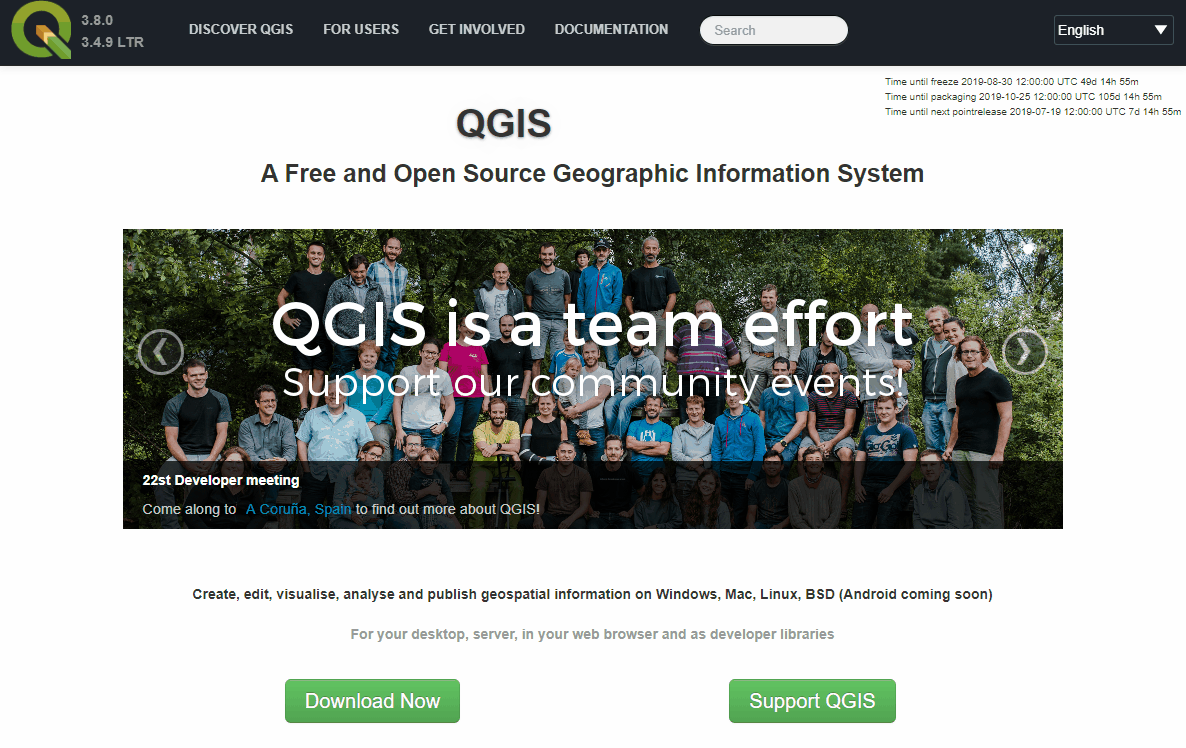 3.8.0
3.4.9 LTR
DISCOVER QGIS FOR USERS GET INVOLVED DOCUMENTATION Search English
Time until freeze 2019-08-30 12:00:00 UTC 49d 14h 55m
Time until packaging 2019-10-25 12:00:00 UTC 105d 14h 55m
Time until next pointrelease 2019-07-19 12:00:00 UTC 7d 14h 55m
QGIS
A Free and Open Source Geographic Information System
QGIS is a team effort
Support our community events!
22st Developer meeting
Come along to A Coruña, Spain to find out more about QGIS!
Create, edit, visualise, analyse and publish geospatial information on Windows, Mac, Linux, BSD (Android coming soon)
For your desktop, server, in your web browser and as developer libraries
Download Now Support QGIS